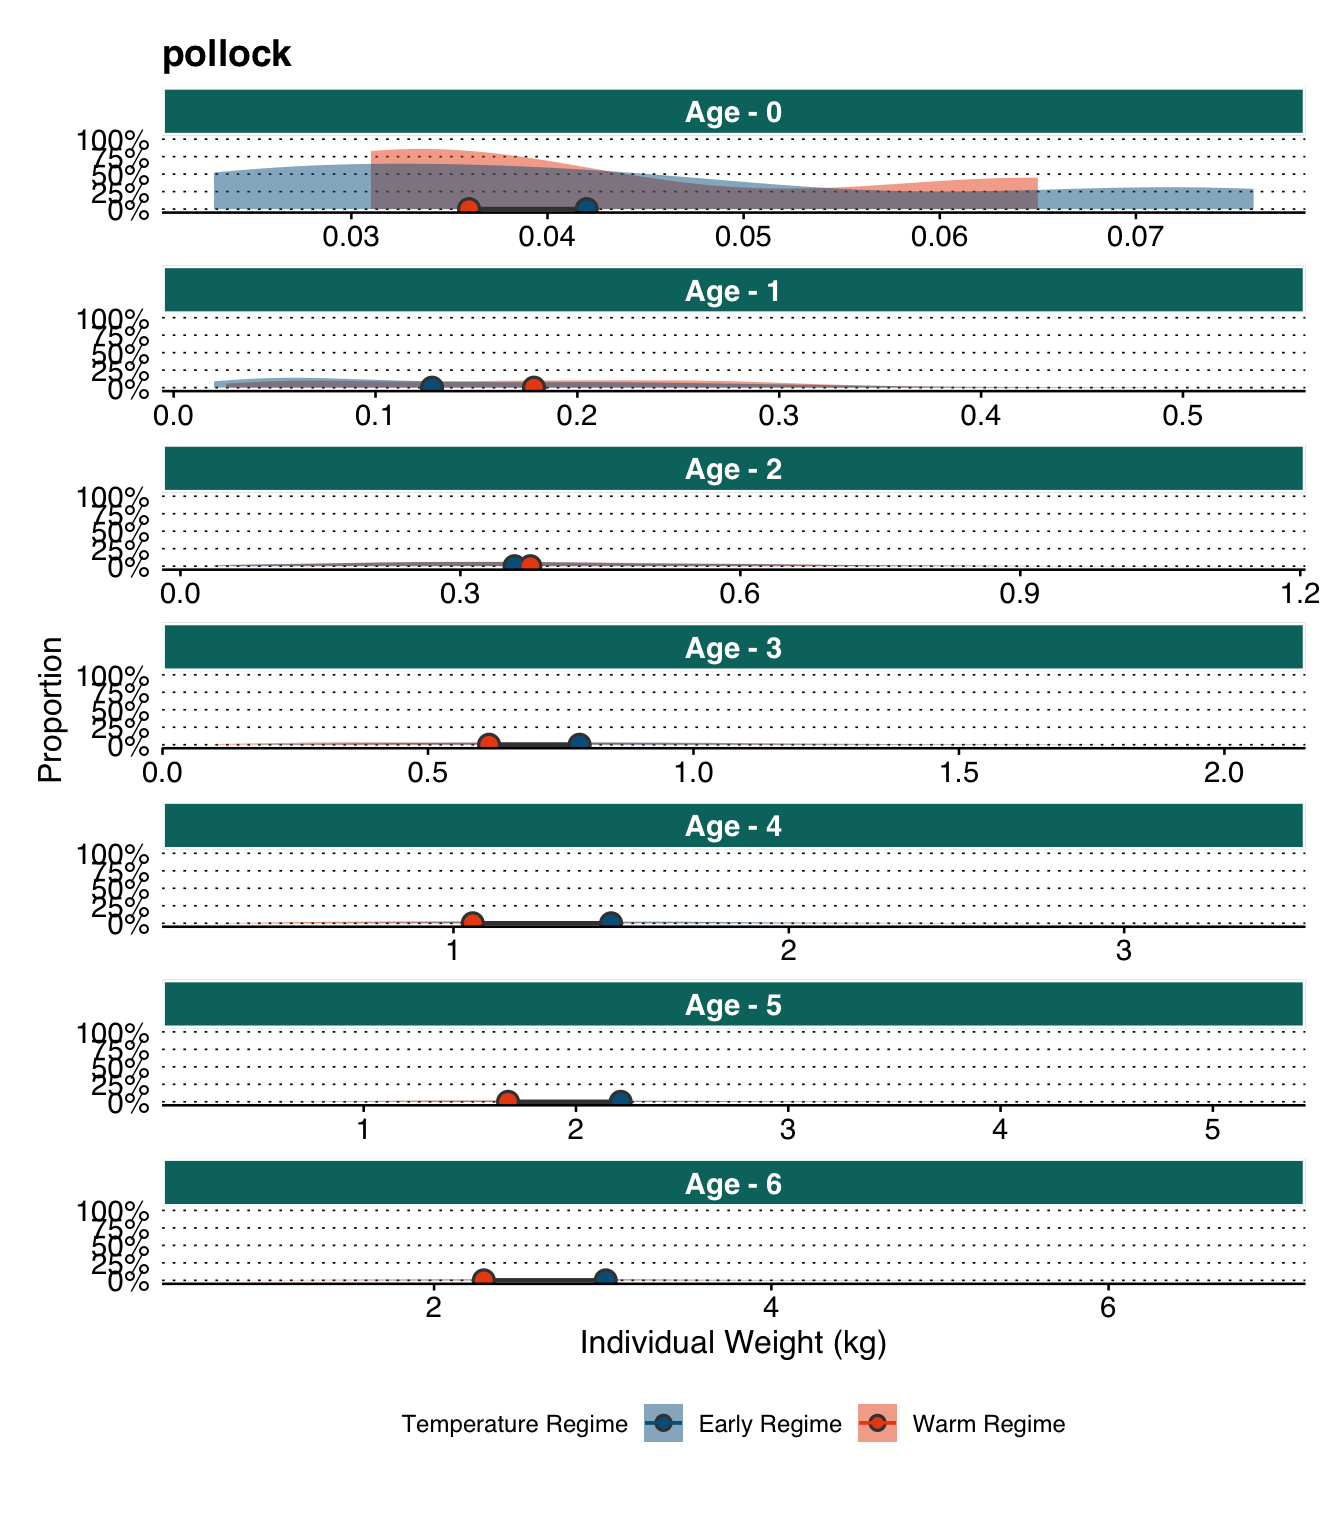 pollock
Age - 0
100%
75%
50%
25%
0%
0.03 0.04 0.05 0.06 0.07
Age - 1
100%
75%
50%
25%
0%
0.0 0.1 0.2 0.3 0.4 0.5
Age - 2
100%
75%
50%
25%
0%
0.0 0.3 0.6 0.9 1.2
Age - 3
100%
75%
50%
25%
0%
0.0 0.5 1.0 1.5 2.0
Proportion
Age - 4
100%
75%
50%
25%
0%
1 2 3
Age - 5
100%
75%
50%
25%
0%
1 2 3 4 5
Age - 6
100%
75%
50%
25%
0%
2 4 6
Individual Weight (kg)
Temperature Regime Early Regime Warm Regime